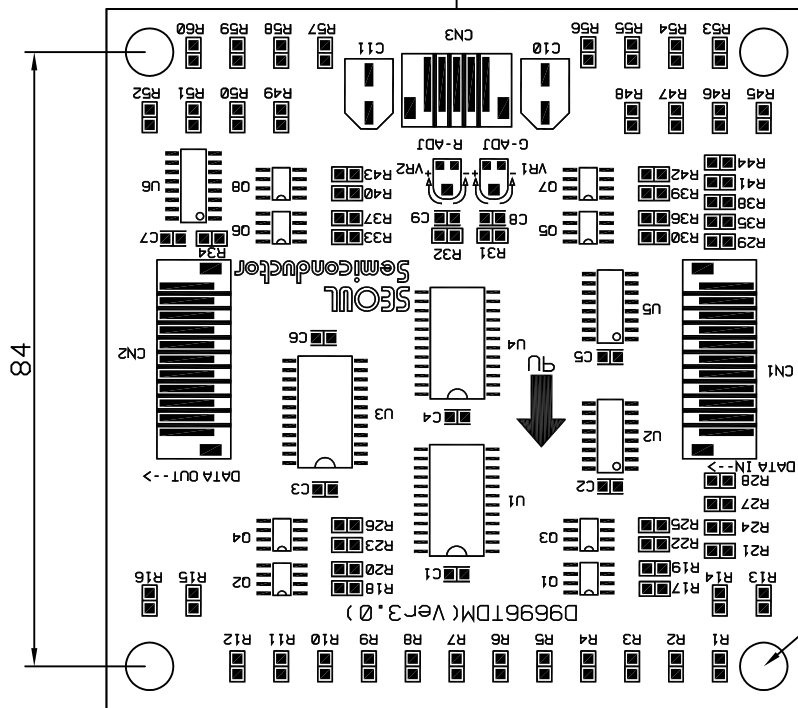 R60 R59 R58 R57 C11 CN3 C10 R56 R55 R54 R53
R52 R51 R50 R49 R48 R47 R46 R45
R-ADJ G-ADJ
U6 Q8 R43 VR2 + - + - VR1 Q7 R42 R44
R40 R39 R41
R38
C7 R34 Q6 R37 C9 C8 Q5 R36 R35
R33 R32 R31 R30 R29
Semiconductor
SEOUL
U5
84 CN2 C6 U4 C5 CN1
UP
U3 C4 U2
DATA OUT--> DATA IN-->
C3 U1 C2 R28
R27
Q4 R26 Q3 R25 R24
R23 R22 R21
Q2 R20 C1 Q1 R19
R16 R15 R18 R17 R14 R13
D9696TDM(Ver3.0)
R12 R11 R10 R9 R8 R7 R6 R5 R4 R3 R2 R1